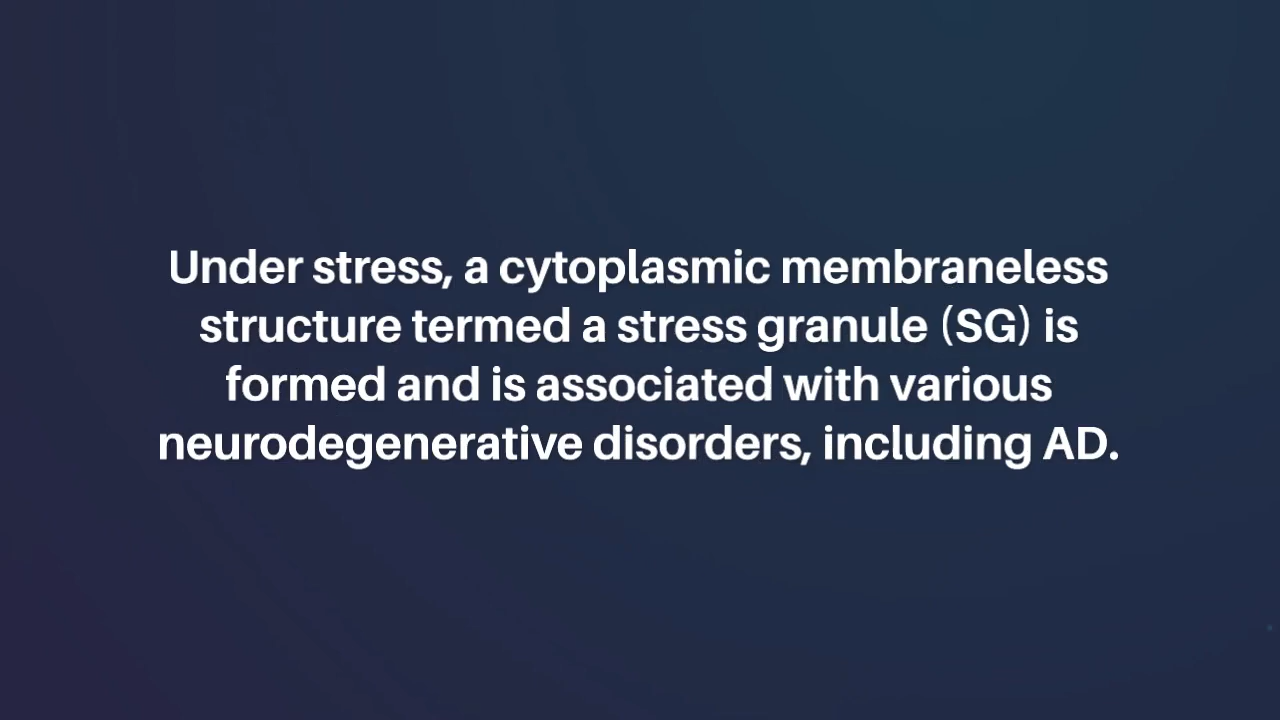 Under stress, a cytoplasmic membraneless
structure termed a stress granule (SG) is
formed and is associated with various
neurodegenerative disorders, including AD.